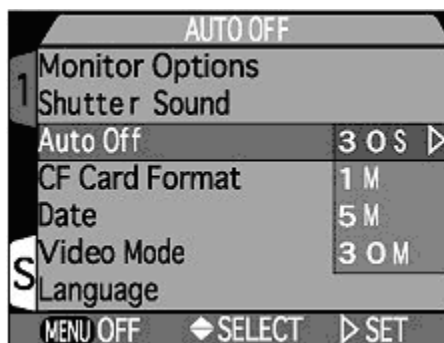 AUTO OFF
1
Monitor Options
Shutter Sound
Auto Off 30S
CF Card Format 1M
Date 5M
Video Mode 30M
S
Language
MENU OFF SELECT SET